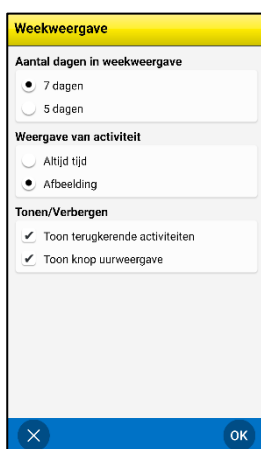 Weekweergave
Aantal dagen in weekweergave
7 dagen
5 dagen
Weergave van activiteit
Altijd tijd
Afbeelding
Tonen/Verbergen
Toon terugkerende activiteiten
Toon knop uurweergave
OK